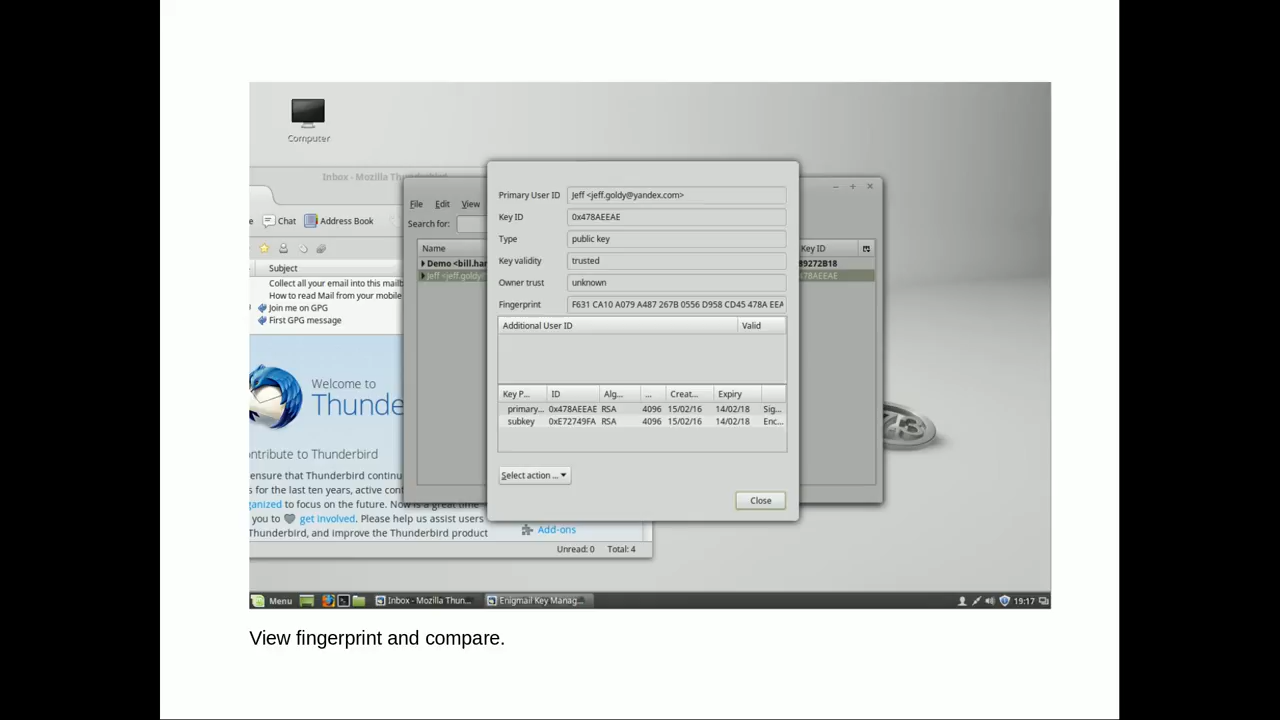 Computer
Inbox - Mozilla
File Edit View
Chat Address Book
Search for:
Subject
Name
Key ID
Demo
89272B18
Jeff <jeff.goldy
478AEEAE
Collect all your email into this
How to read Mail from your mobile
Join me on GPG
First GPG message
Primary User ID Jeff <jeff.goldy@yandex.com>
Key ID 0x478AEEAE
Type public key
Key validity trusted
Owner trust unknown
Fingerprint F631 CA10 A079 A487 267B 0556 D958 CD45 478A EEA
Additional User ID Valid
Key P... ID Alg... ... Creat... Expiry
primary... 0x478AEEAE RSA 4096 15/02/16 14/02/18 Sig...
subkey 0xE72749FA RSA 4096 15/02/16 14/02/18 Enc...
Select action ...
Close
Welcome to
Thunde
ontribute to Thunderbird
ensure that Thunderbird continu
s for the last ten years, active
ganized to focus on the future. Now is a great time
you to get involved. Please help us assist users
Thunderbird, and improve the Thunderbird product
Add-ons
Unread: 0 Total: 4
Menu Inbox - Mozilla Thun... Enigmail Key Manag... 19:17
View fingerprint and compare.